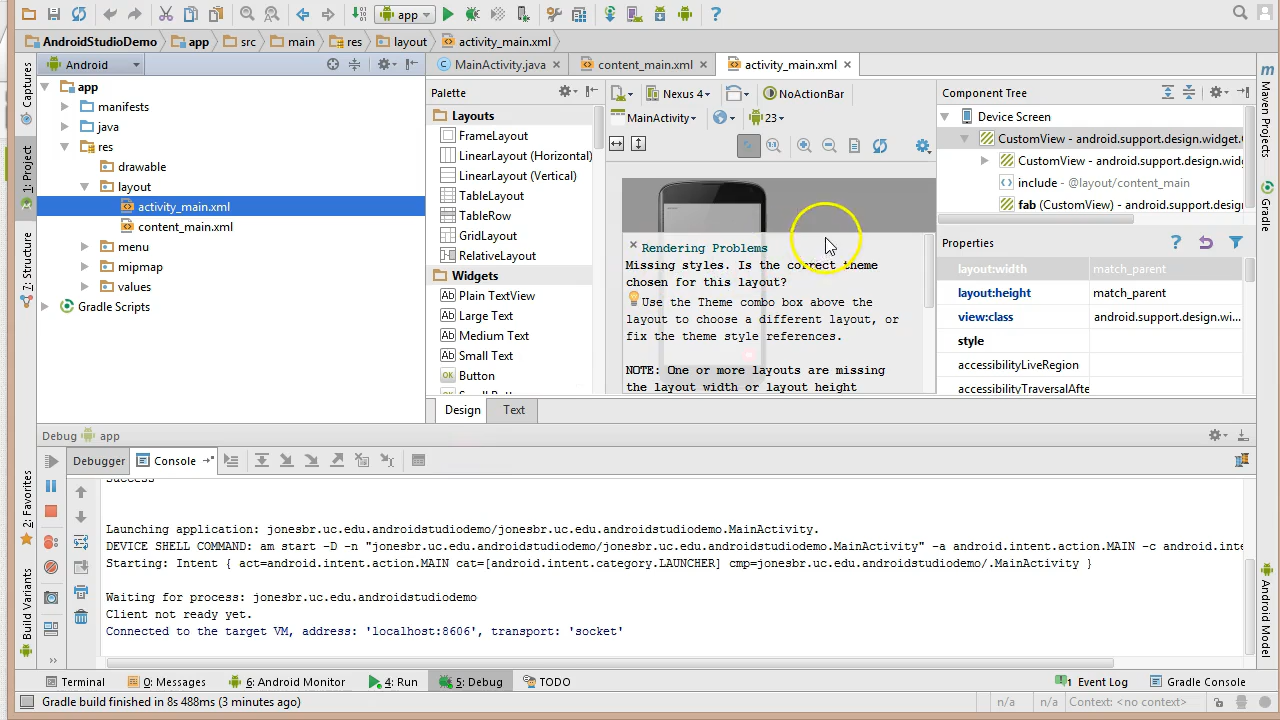 app
AndroidStudioDemo app src main res layout activity_main.xml
Android
MainActivity.java content_main.xml activity_main.xml
Captures
1: Project
7: Structure
2: Favorites
Build Variants
app
manifests
java
res
drawable
layout
activity_main.xml
content_main.xml
menu
mipmap
values
Gradle Scripts
Palette
Layouts
FrameLayout
LinearLayout (Horizontal)
LinearLayout (Vertical)
TableLayout
TableRow
GridLayout
RelativeLayout
Widgets
Ab Plain TextView
Ab Large Text
Ab Medium Text
Ab Small Text
OK Button
Design Text
Nexus 4 NoActionBar
MainActivity 23
1:1
Rendering Problems
Missing styles. Is the correct theme
chosen for this layout?
Use the Theme combo box above the
layout to choose a different layout, or
fix the theme style references.
NOTE: One or more layouts are missing
the layout width or layout height
Component Tree
Device Screen
CustomView - android.support.design.widget.
CustomView - android.support.design.widg
include - @layout/content_main
fab (CustomView) - android.support.design
Properties
layout:width match_parent
layout:height match_parent
view:class android.support.design.wi...
style
accessibilityLiveRegion
accessibilityTraversalAfte
Maven Projects
Gradle
Android Model
Debug app
Debugger Console
Success
Launching application: jonesbr.uc.edu.androidstudiodemo/jonesbr.uc.edu.androidstudiodemo.MainActivity.
DEVICE SHELL COMMAND: am start -D -n "jonesbr.uc.edu.androidstudiodemo/jonesbr.uc.edu.androidstudiodemo.MainActivity" -a android.intent.action.MAIN -c android.inte
Starting: Intent { act=android.intent.action.MAIN cat=[android.intent.category.LAUNCHER] cmp=jonesbr.uc.edu.androidstudiodemo/.MainActivity }
Waiting for process: jonesbr.uc.edu.androidstudiodemo
Client not ready yet.
Connected to the target VM, address: 'localhost:8606', transport: 'socket'
Terminal 0: Messages 6: Android Monitor 4: Run 5: Debug TODO 1 Event Log Gradle Console
Gradle build finished in 8s 488ms (3 minutes ago) n/a n/a Context: <no context>